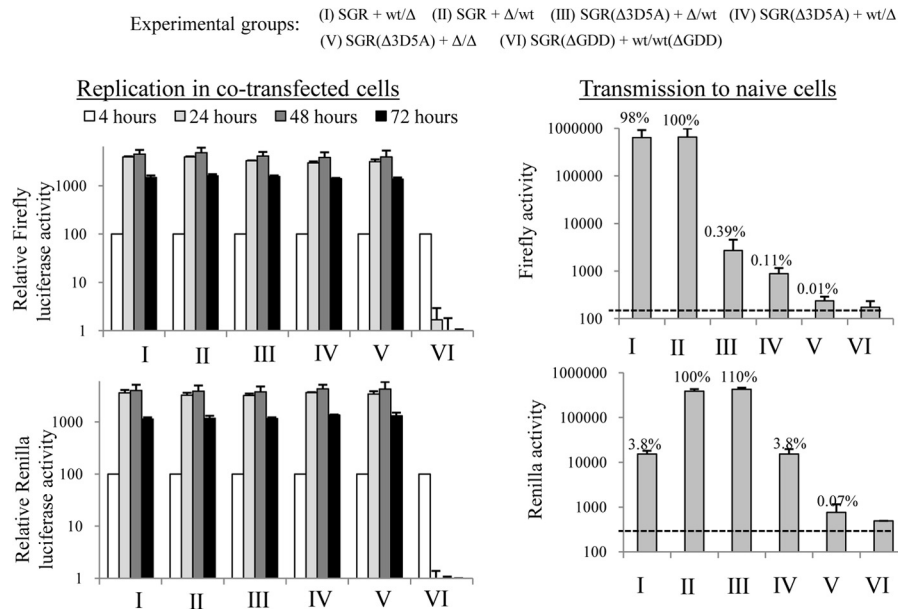 Experimental groups:
(I) SGR + wt/Δ (II) SGR + Δ/wt (III) SGR(Δ3D5A) + Δ/wt (IV) SGR(Δ3D5A) + wt/Δ
(V) SGR(Δ3D5A) + Δ/Δ (VI) SGR(ΔGDD) + wt/wt(ΔGDD)
Replication in co-transfected cells
4 hours 24 hours 48 hours 72 hours
Relative Firefly
luciferase activity
1000
100
10
1
I II III IV V VI
Relative Renilla
luciferase activity
1000
100
10
1
I II III IV V VI
Transmission to naive cells
Firefly activity
1000000
100000
10000
1000
100
98% 100% 0.39% 0.11% 0.01%
I II III IV V VI
Renilla activity
1000000
100000
10000
1000
100
3.8% 100% 110% 3.8% 0.07%
I II III IV V VI